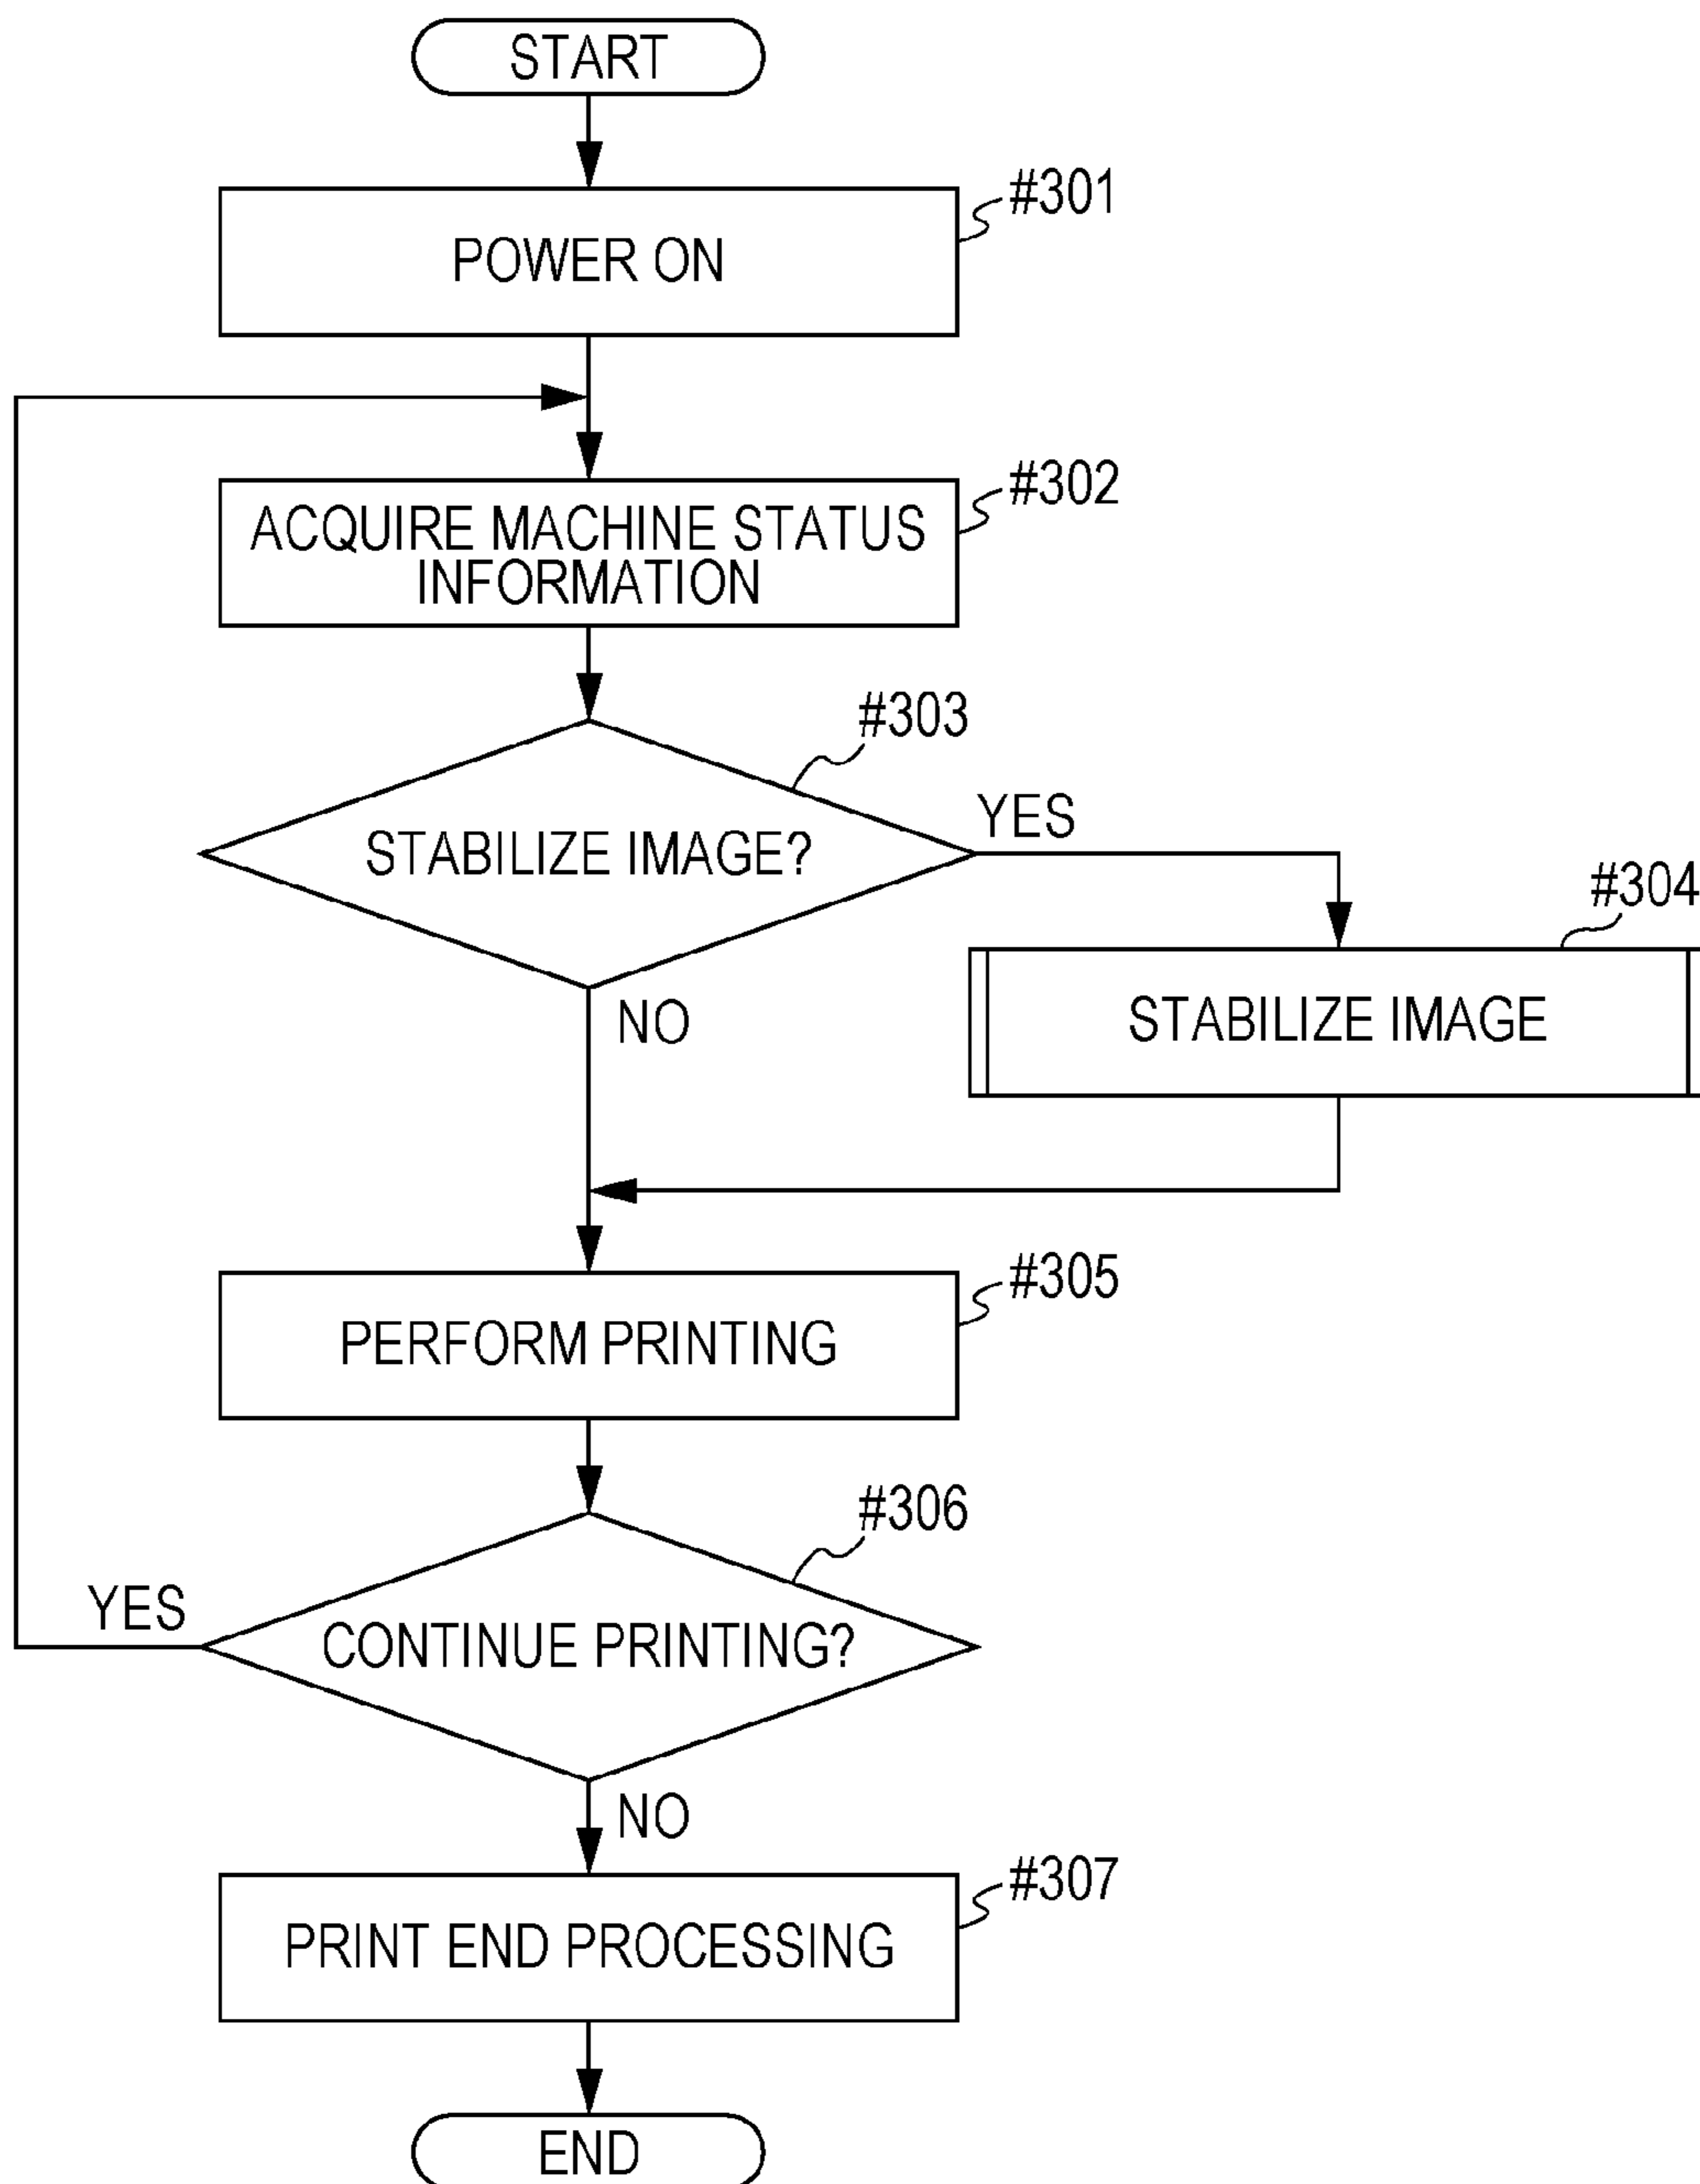 START
#301
POWER ON
#302
ACQUIRE MACHINE STATUS
INFORMATION
#303
STABILIZE IMAGE?
YES
NO
#304
STABILIZE IMAGE
#305
PERFORM PRINTING
#306
CONTINUE PRINTING?
YES
NO
#307
PRINT END PROCESSING
END